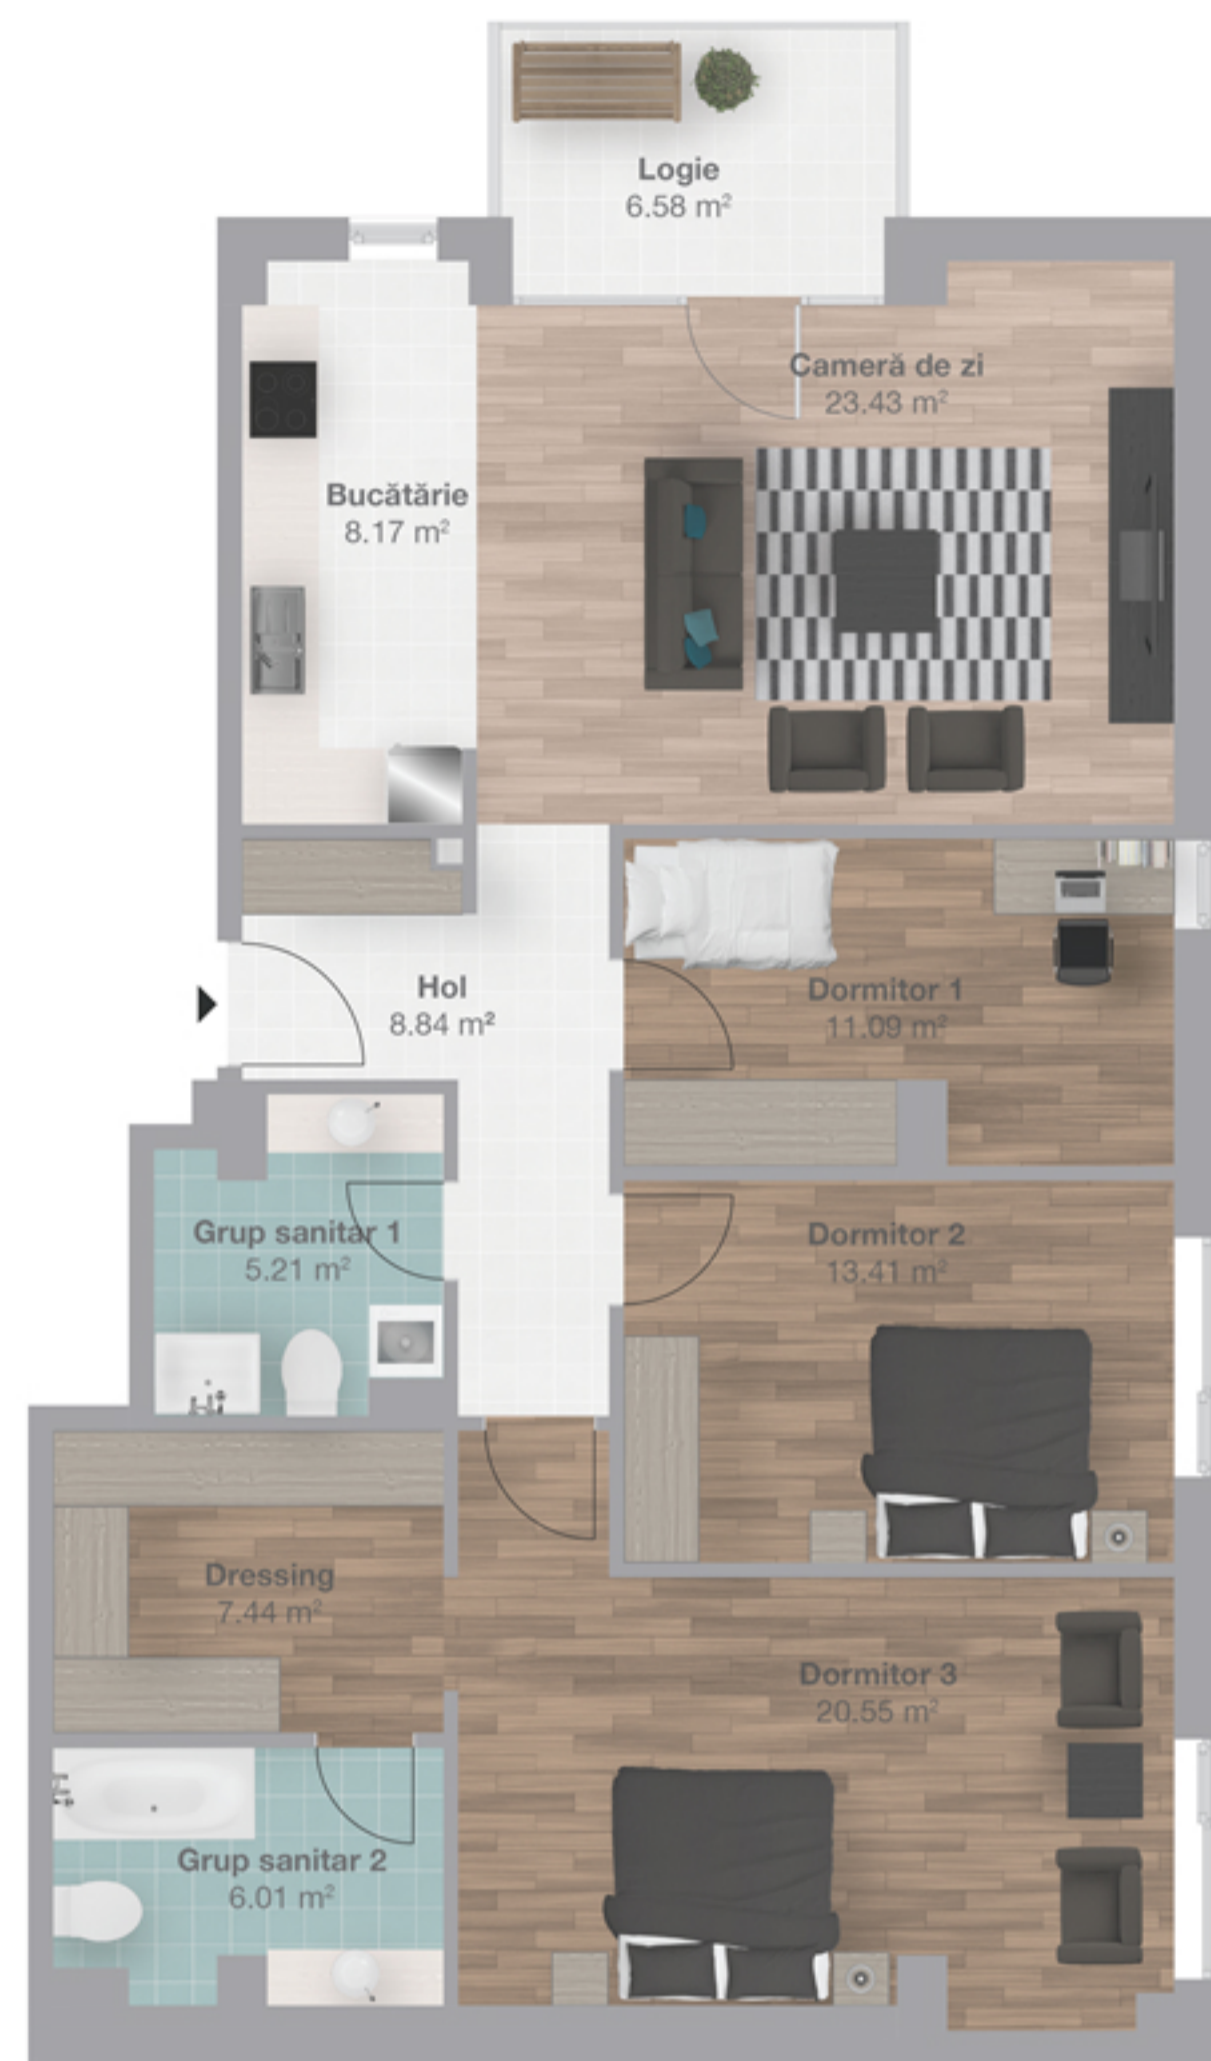 Logie
6.58 m²
Cameră de zi
23.43 m²
Bucătărie
8.17 m²
Hol
8.84 m²
Dormitor 1
11.09 m²
Grup sanitar 1
5.21 m²
Dormitor 2
13.41 m²
Dressing
7.44 m²
Dormitor 3
20.55 m²
Grup sanitar 2
6.01 m²